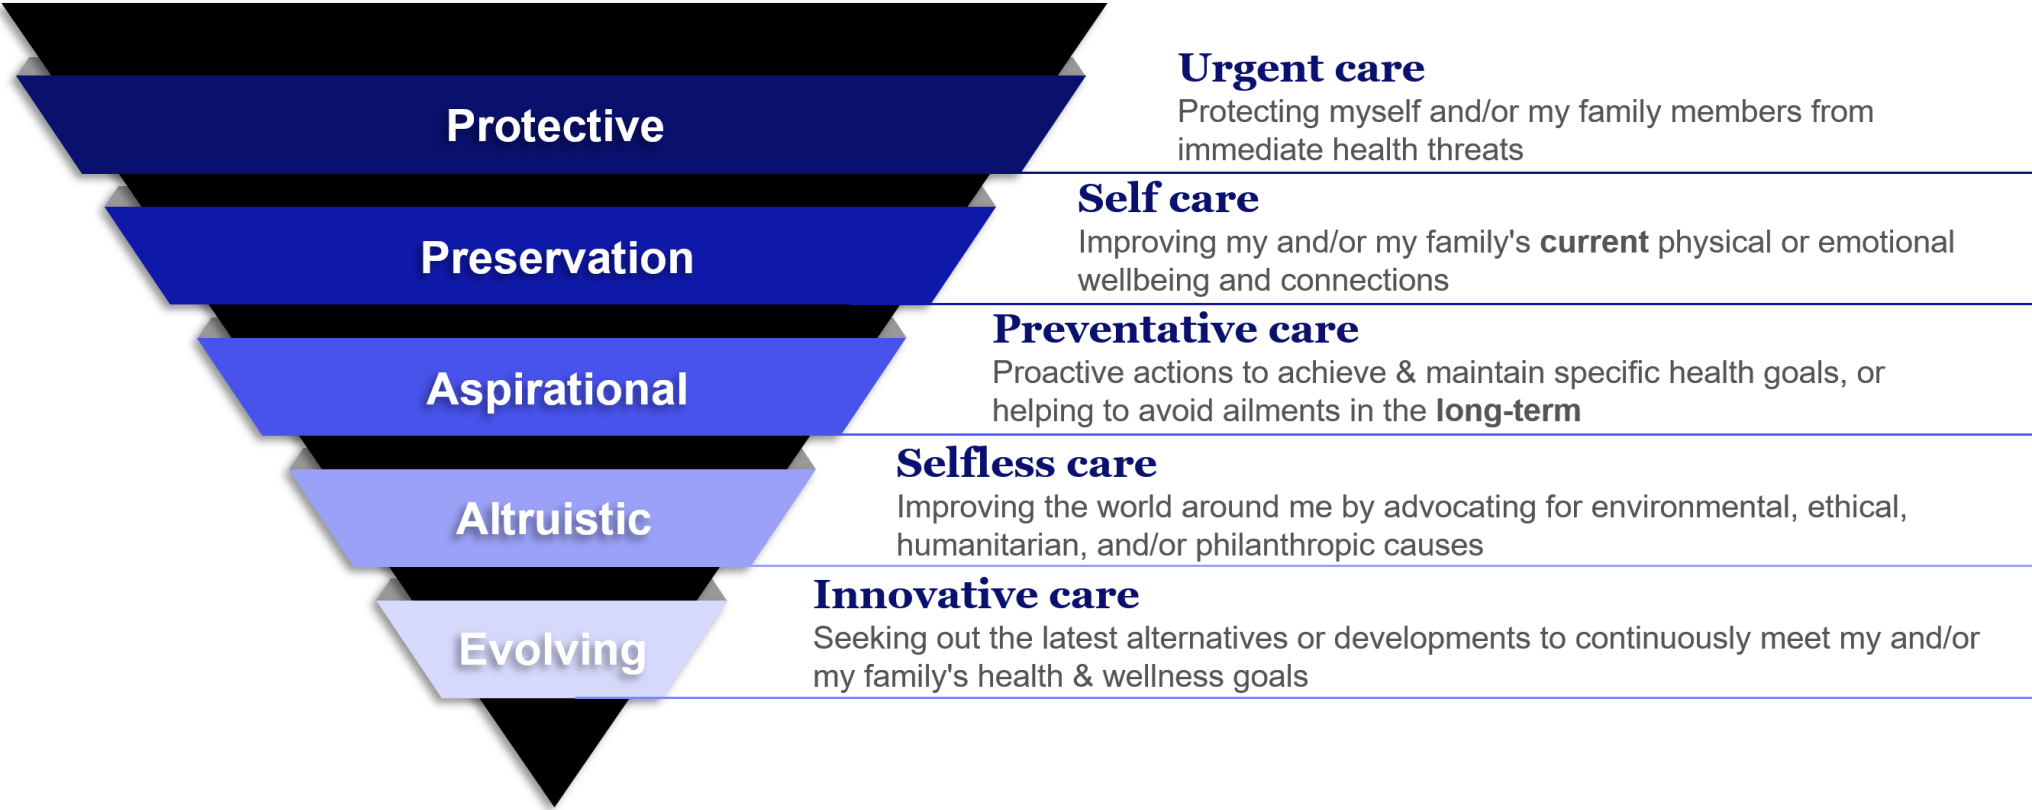 Protective
Urgent care
Protecting myself and/or my family members from
immediate health threats
Preservation
Self care
Improving my and/or my family's current physical or emotional
wellbeing and connections
Aspirational
Preventative care
Proactive actions to achieve & maintain specific health goals, or
helping to avoid ailments in the long-term
Altruistic
Selfless care
Improving the world around me by advocating for environmental, ethical,
humanitarian, and/or philanthropic causes
Evolving
Innovative care
Seeking out the latest alternatives or developments to continuously meet my and/or
my family's health & wellness goals